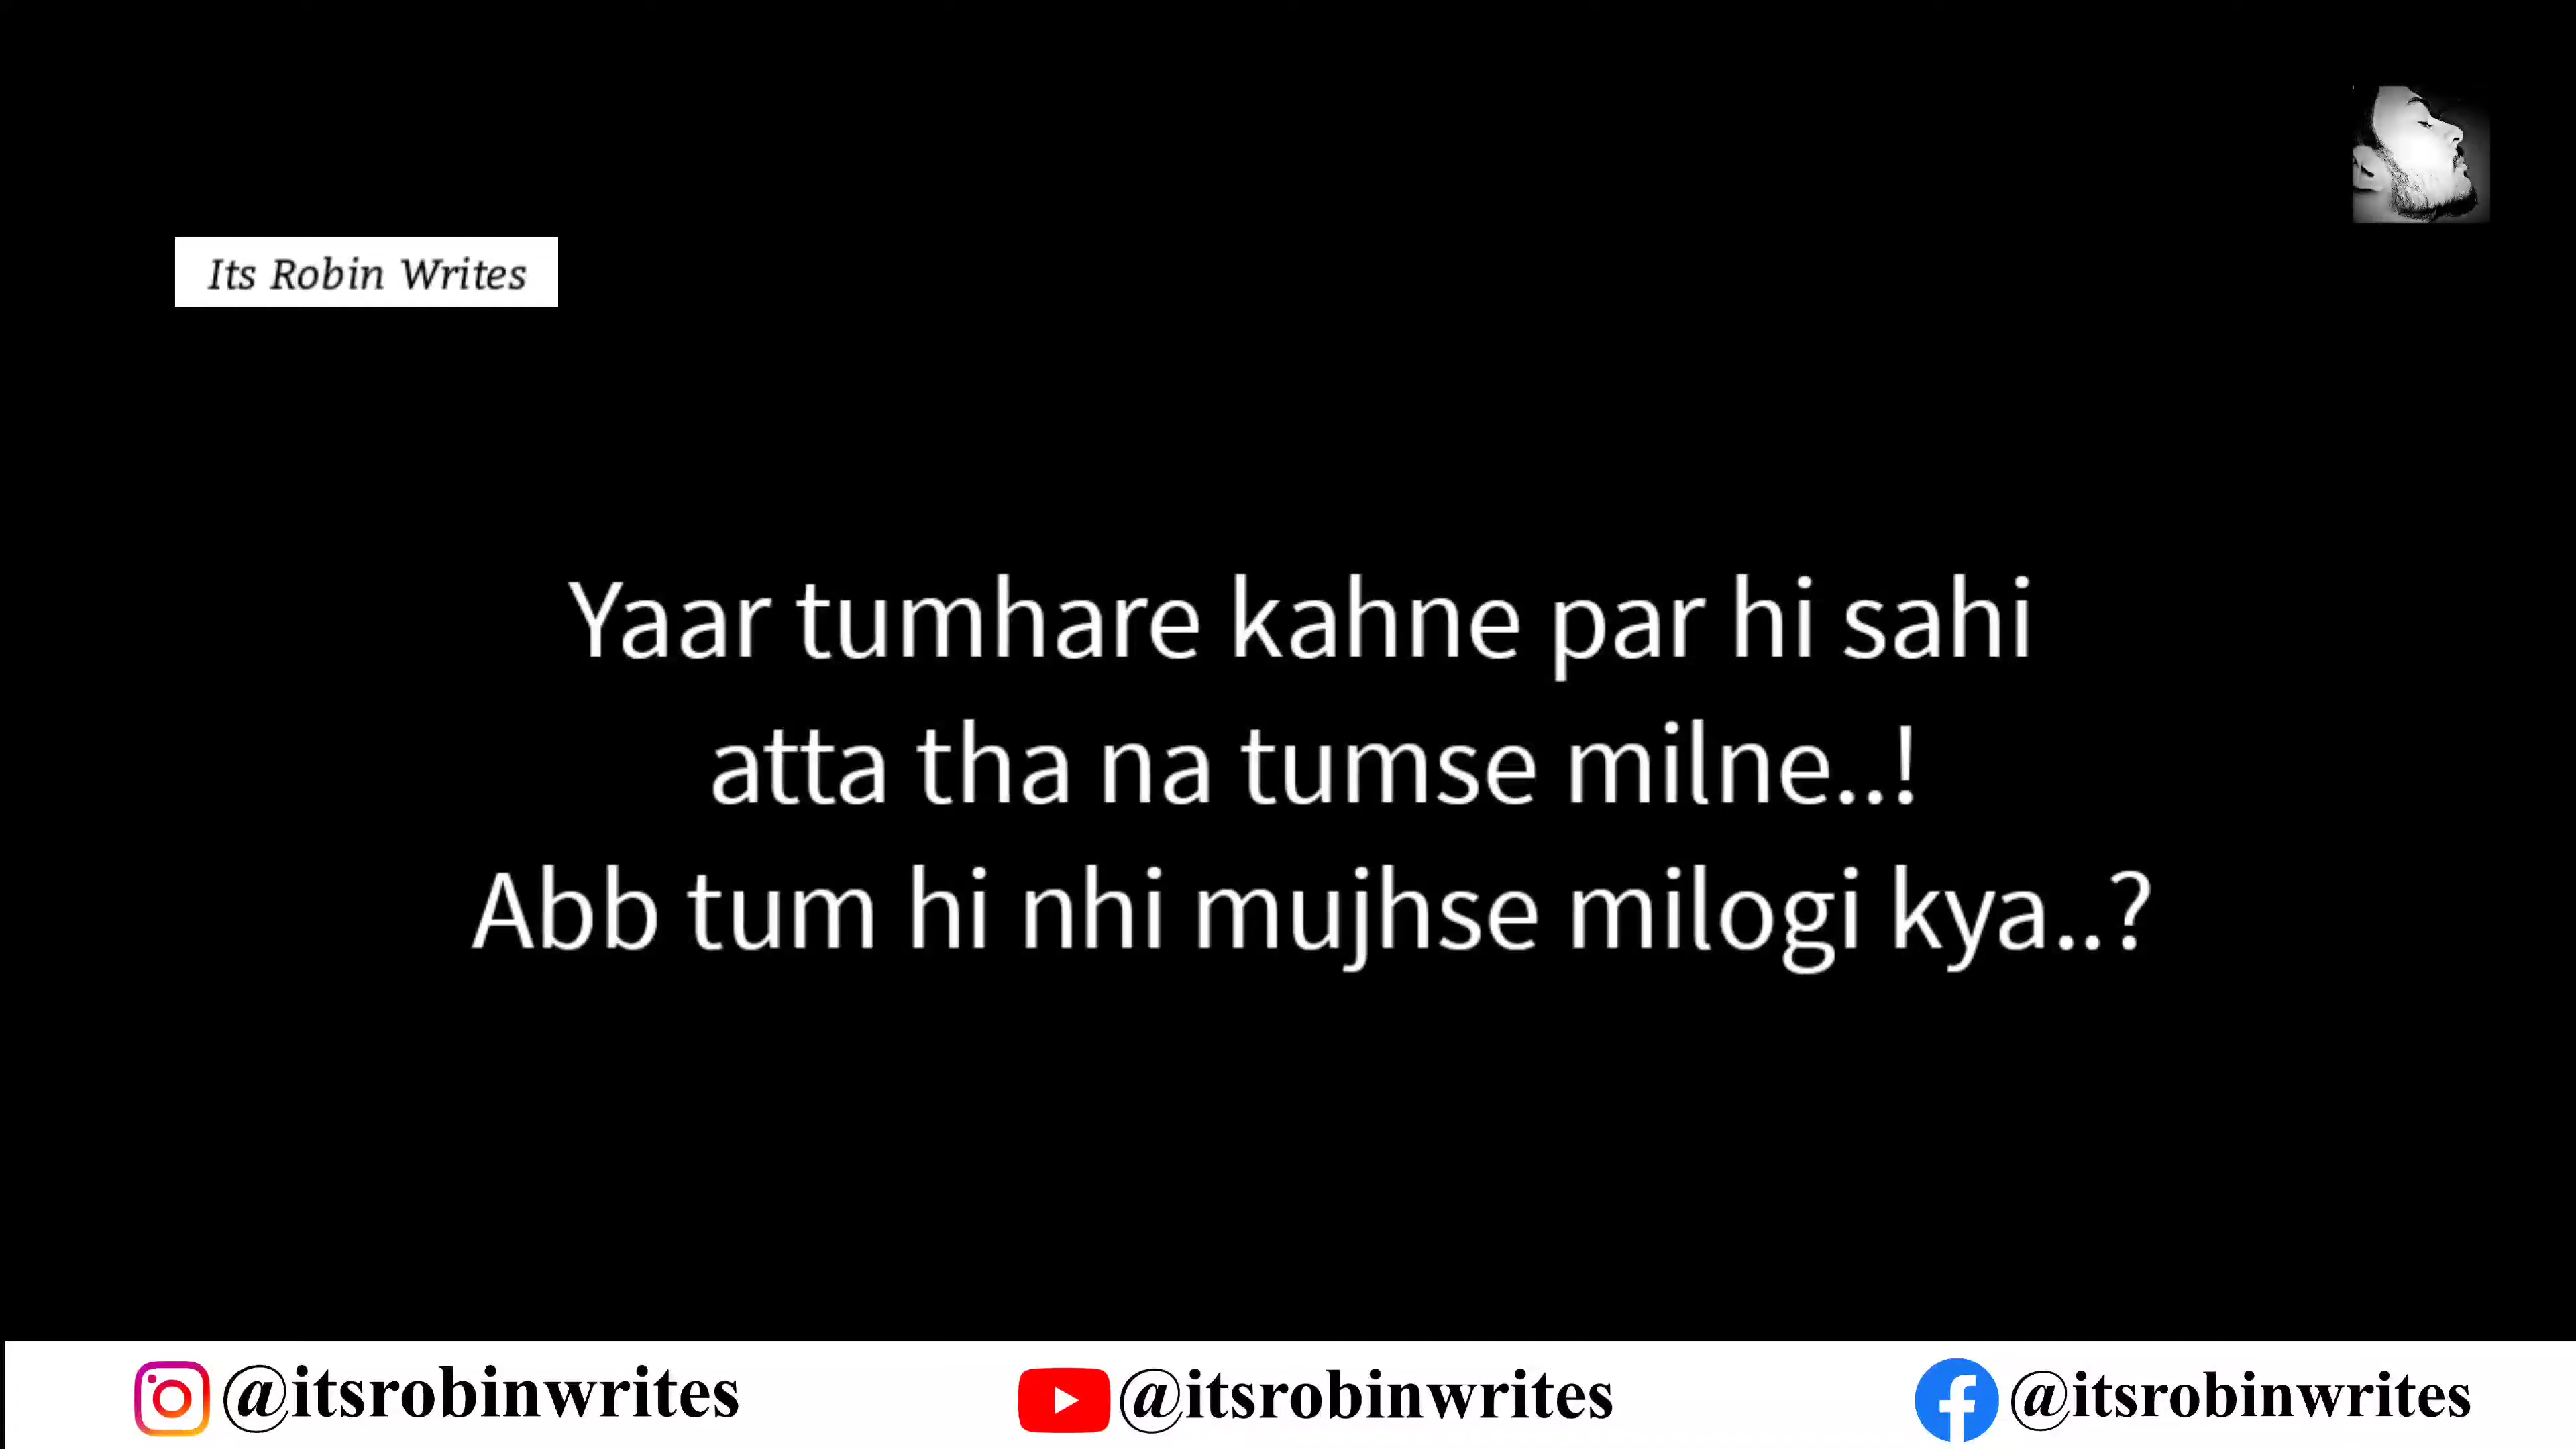 Its Robin Writes
Yaar tumhare kahne par hi sahi
atta tha na tumse milne..!
Abb tum hi nhi mujhse milogi kya..?
@itsrobinwrites
@itsrobinwrites
@itsrobinwrites